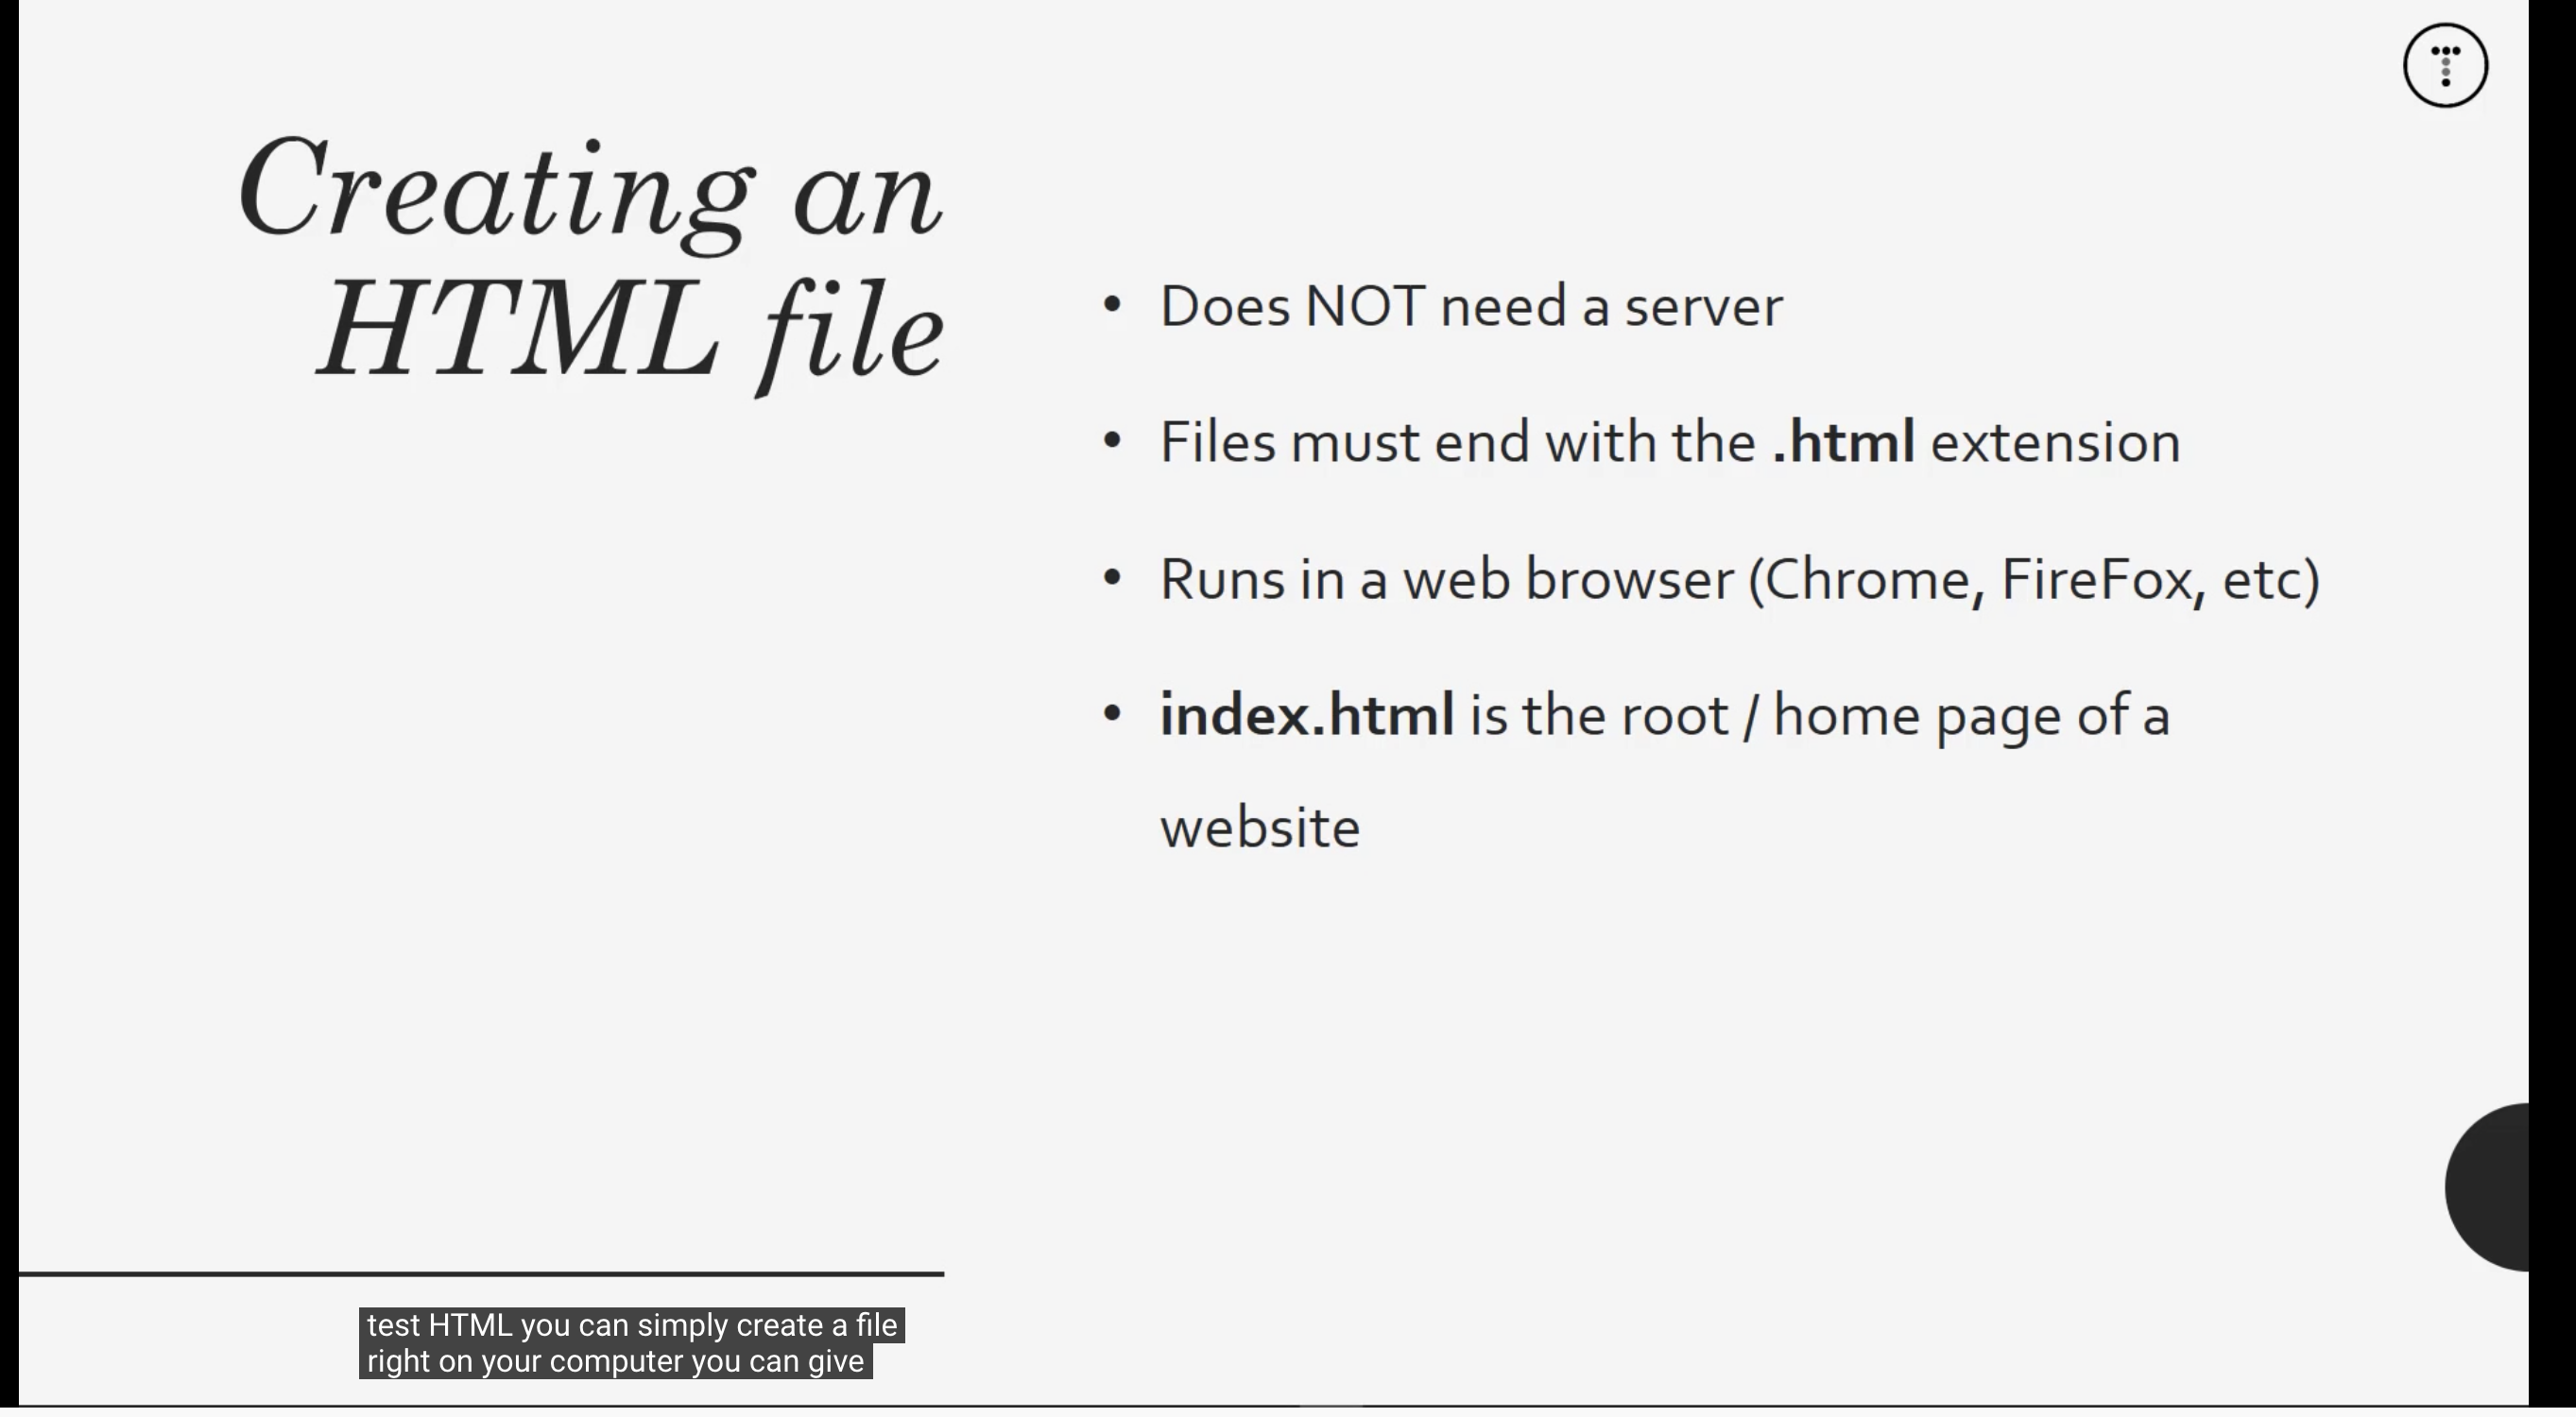 Creating an
HTML file
• Does NOT need a server
• Files must end with the .html extension
• Runs in a web browser (Chrome, FireFox, etc)
• index.html is the root / home page of a
website
test HTML you can simply create a file
right on your computer you can give